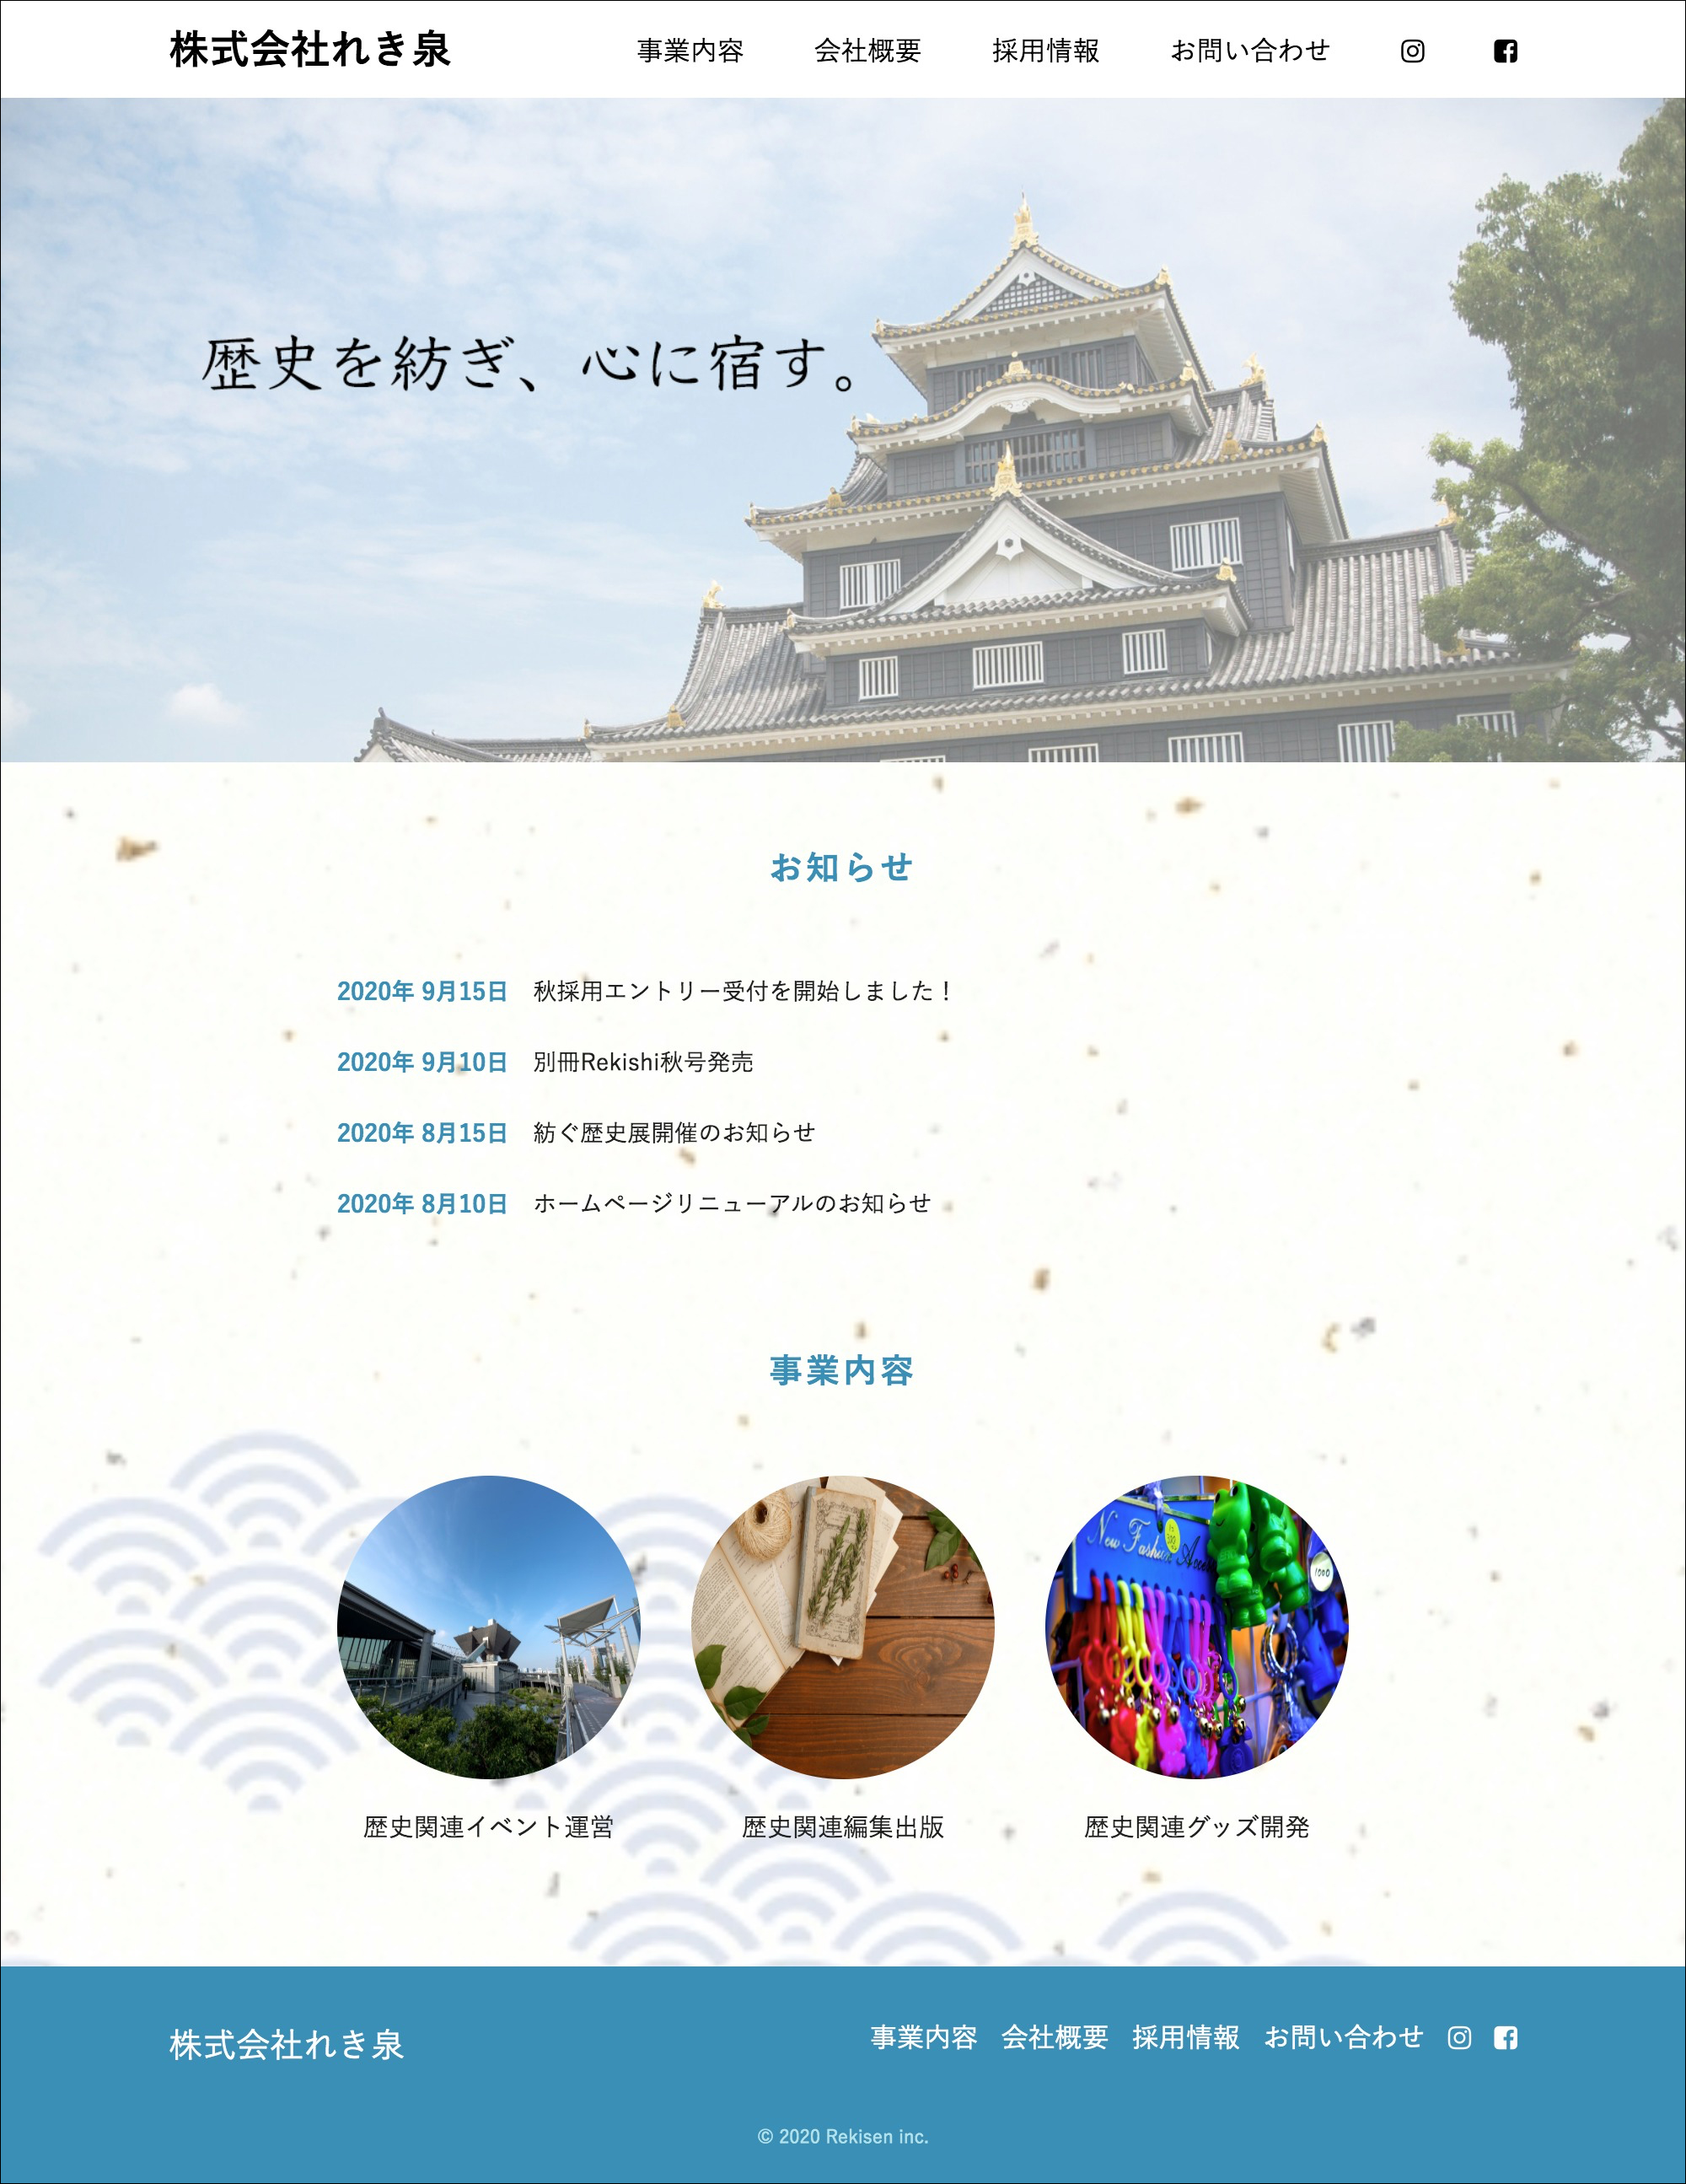 株式会社れき泉
事業内容 会社概要 採用情報 お問い合わせ
歴史を紡ぎ、心に宿す。
お知らせ
2020年 9月15日 秋採用エントリー受付を開始しました！
2020年 9月10日 別冊Rekishi秋号発売
2020年 8月15日 紡ぐ歴史展開催のお知らせ
2020年 8月10日 ホームページリニューアルのお知らせ
事業内容
New Fashion
1000
歴史関連イベント運営
歴史関連編集出版
歴史関連グッズ開発
株式会社れき泉
事業内容 会社概要 採用情報 お問い合わせ
© 2020 Rekisen inc.